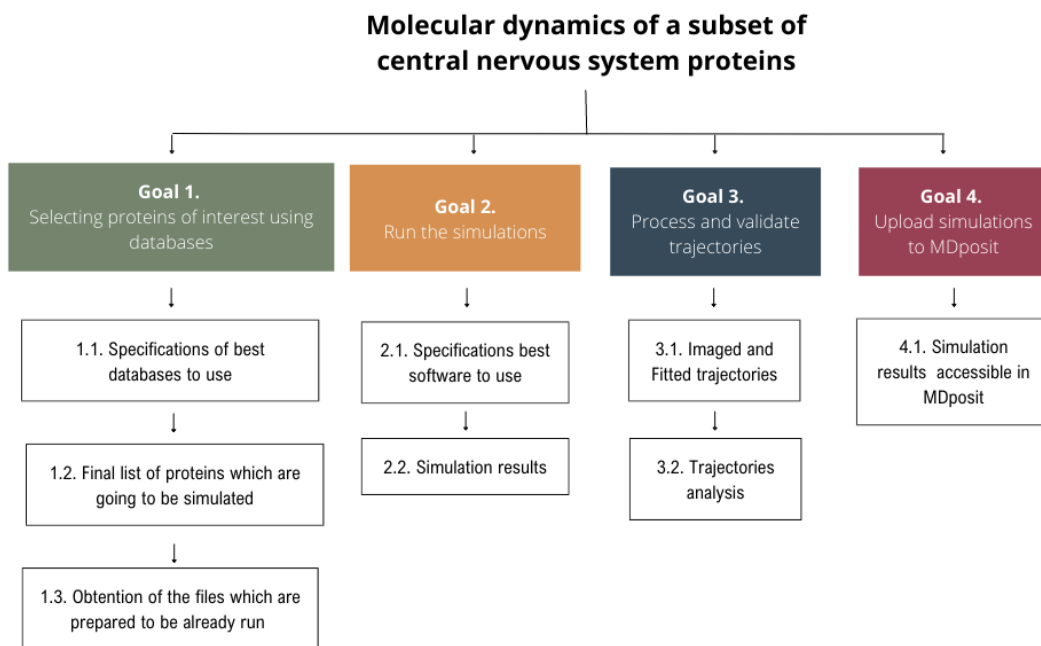 Molecular dynamics of a subset of
central nervous system proteins
Goal 1.
Selecting proteins of interest using
databases
Goal 2.
Run the simulations
Goal 3.
Process and validate
trajectories
Goal 4.
Upload simulations
to MDposit
1.1. Specifications of best
databases to use
1.2. Final list of proteins which are
going to be simulated
1.3. Obtention of the files which are
prepared to be already run
2.1. Specifications best
software to use
2.2. Simulation results
3.1. Imaged and
Fitted trajectories
3.2. Trajectories
analysis
4.1. Simulation
results accessible in
MDposit